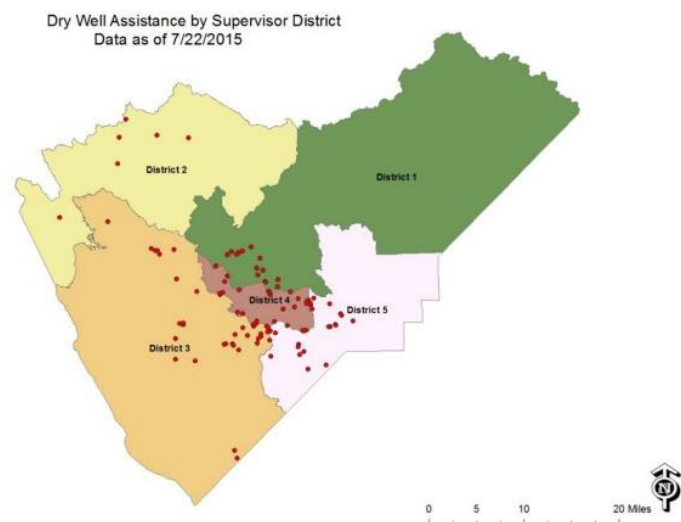 Dry Well Assistance by Supervisor District
Data as of 7/22/2015
District 2
District 1
District 4
District 5
District 3
N
0 5 10 20 Miles